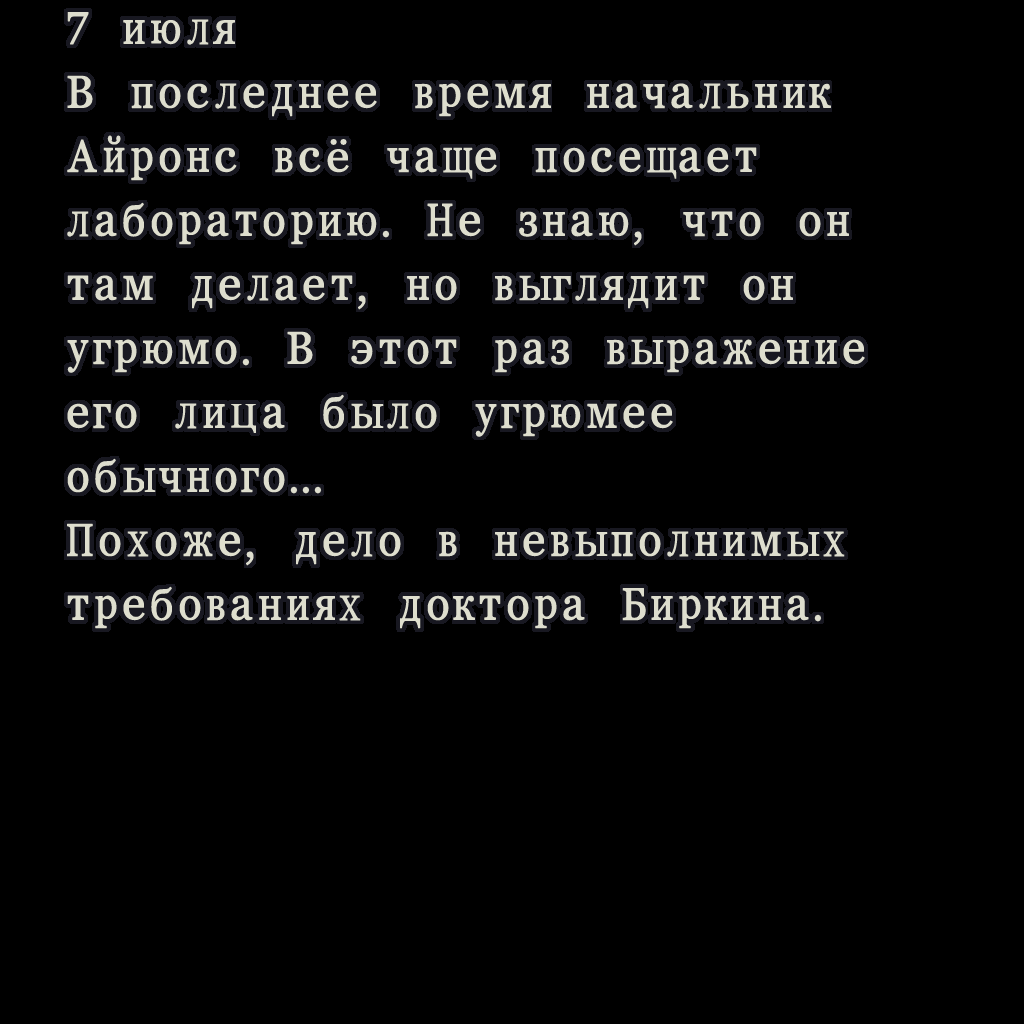 7 июля
В последнее время начальник
Айронс всё чаще посещает
лабораторию. Не знаю, что он
там делает, но выглядит он
угрюмо. В этот раз выражение
его лица было угрюмее
обычного...
Похоже, дело в невыполнимых
требованиях доктора Биркина.